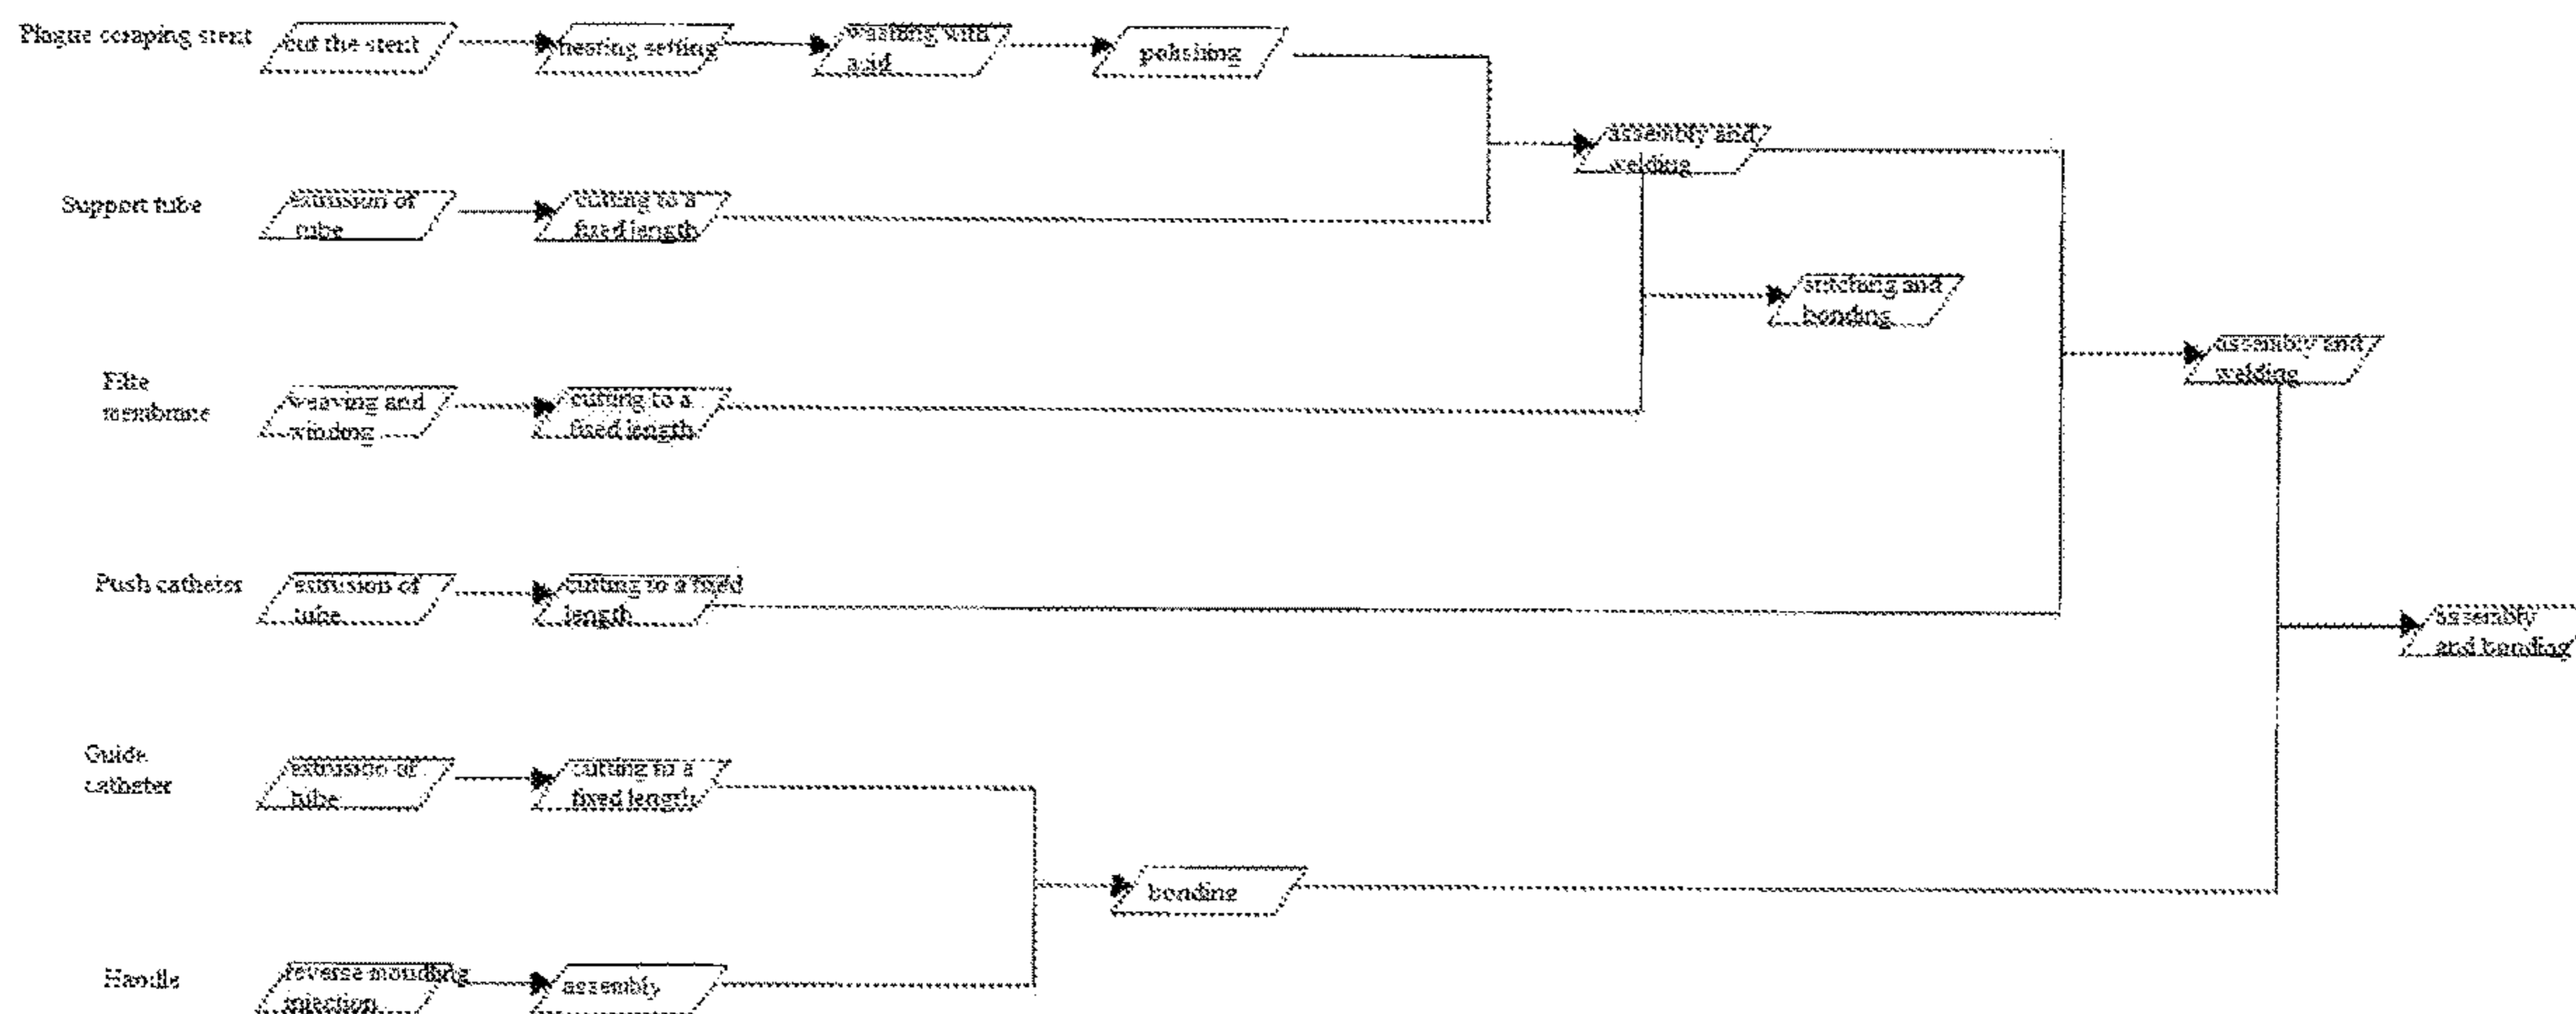 Plague scraping stent
cut the stent
heating setting
washing with
acid
polishing
assembly and
welding
Support tube
extrusion of
tube
cutting to a
fixed length
stitching and
bonding
assembly and
welding
Filte
membrane
weaving and
winding
cutting to a
fixed length
Push catheter
extrusion of
tube
cutting to a fixed
length
assembly
and bonding
Guide
catheter
extrusion of
tube
cutting to a
fixed length
bonding
Handle
reverse moudling
injection
assembly